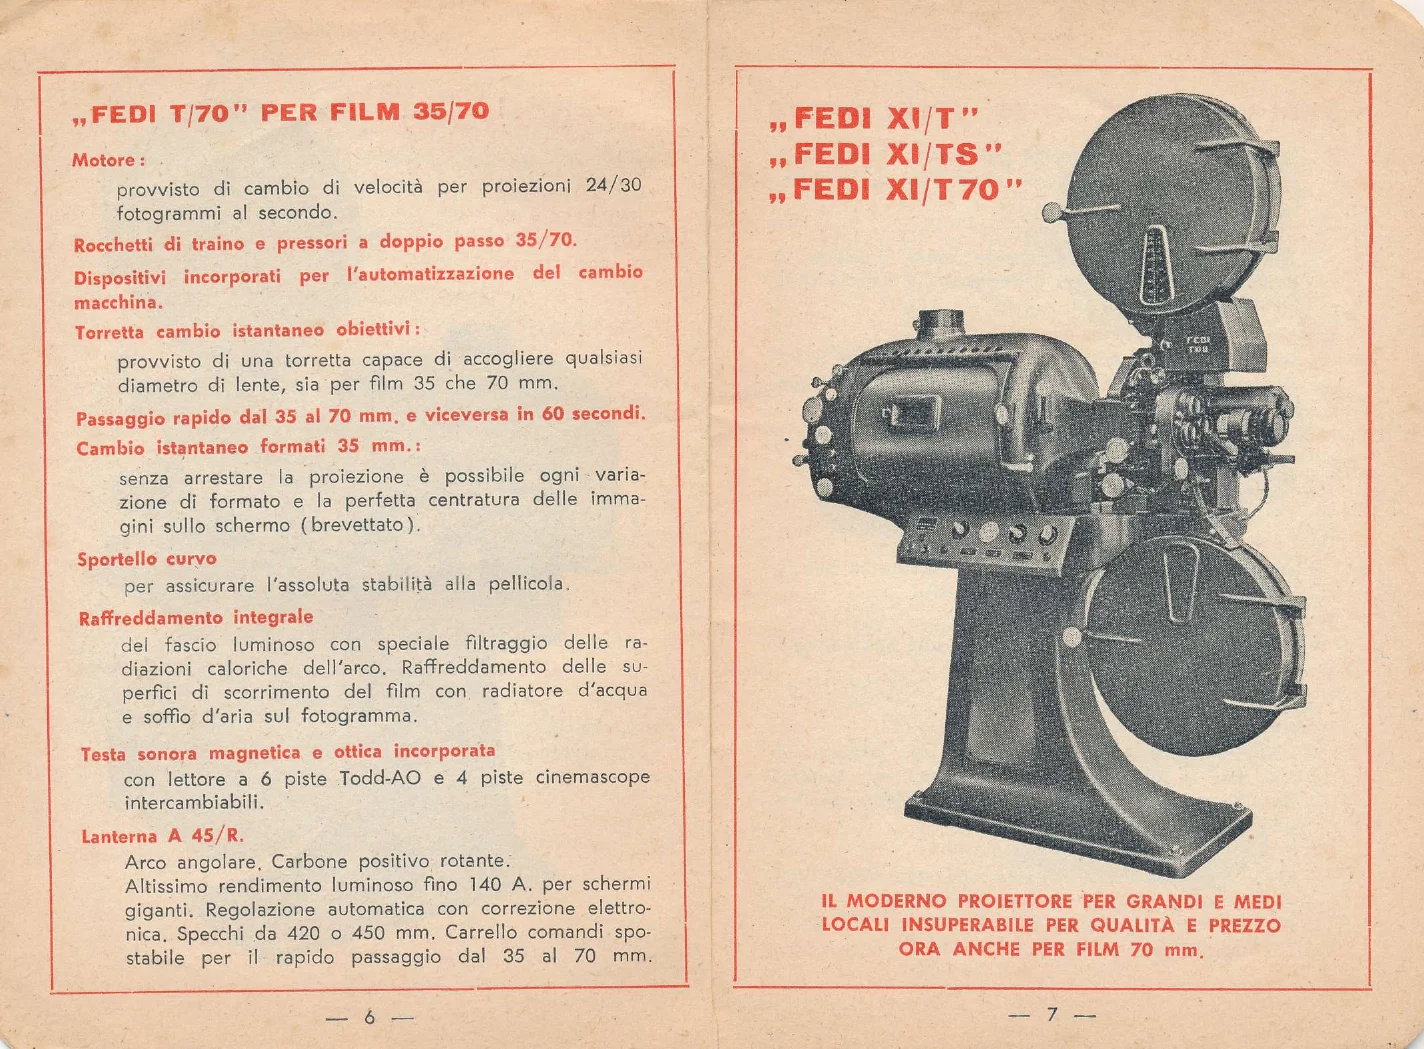 „FEDI T/70” PER FILM 35/70
Motore :
provvisto di cambio di velocità per proiezioni 24/30
fotogrammi al secondo.
Rocchetti di traino e pressori a doppio passo 35/70.
Dispositivi incorporati per l'automatizzazione del cambio
macchina.
Torretta cambio istantaneo obiettivi :
provvisto di una torretta capace di accogliere qualsiasi
diametro di lente, sia per film 35 che 70 mm.
Passaggio rapido dal 35 al 70 mm. e viceversa in 60 secondi.
Cambio istantaneo formati 35 mm. :
senza arrestare la proiezione è possibile ogni varia-
zione di formato e la perfetta centratura delle imma-
gini sullo schermo (brevettato).
Sportello curvo
per assicurare l'assoluta stabilità alla pellicola.
Raffreddamento integrale
del fascio luminoso con speciale filtraggio delle ra-
diazioni caloriche dell'arco. Raffreddamento delle su-
perfici di scorrimento del film con radiatore d'acqua
e soffio d'aria sul fotogramma.
Testa sonora magnetica e ottica incorporata
con lettore a 6 piste Todd-AO e 4 piste cinemascope
intercambiabili.
Lanterna A 45/R.
Arco angolare. Carbone positivo rotante.
Altissimo rendimento luminoso fino 140 A. per schermi
giganti. Regolazione automatica con correzione elettro-
nica. Specchi da 420 o 450 mm. Carrello comandi spo-
stabile per il rapido passaggio dal 35 al 70 mm.
— 6 —
„FEDI XI/T”
„FEDI XI/TS”
„FEDI XI/T70”
FEDI
IL MODERNO PROIETTORE PER GRANDI E MEDI
LOCALI INSUPERABILE PER QUALITÀ E PREZZO
ORA ANCHE PER FILM 70 mm.
— 7 —